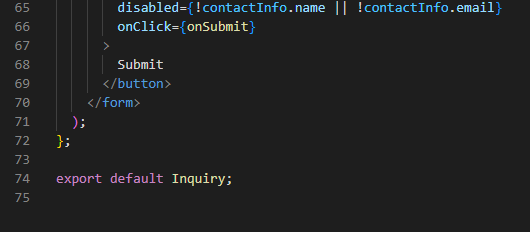 65 disabled={!contactInfo.name || !contactInfo.email}
66 onClick={onSubmit}
67 >
68 Submit
69 </button>
70 </form>
71 );
72 };
73
74 export default Inquiry;
75